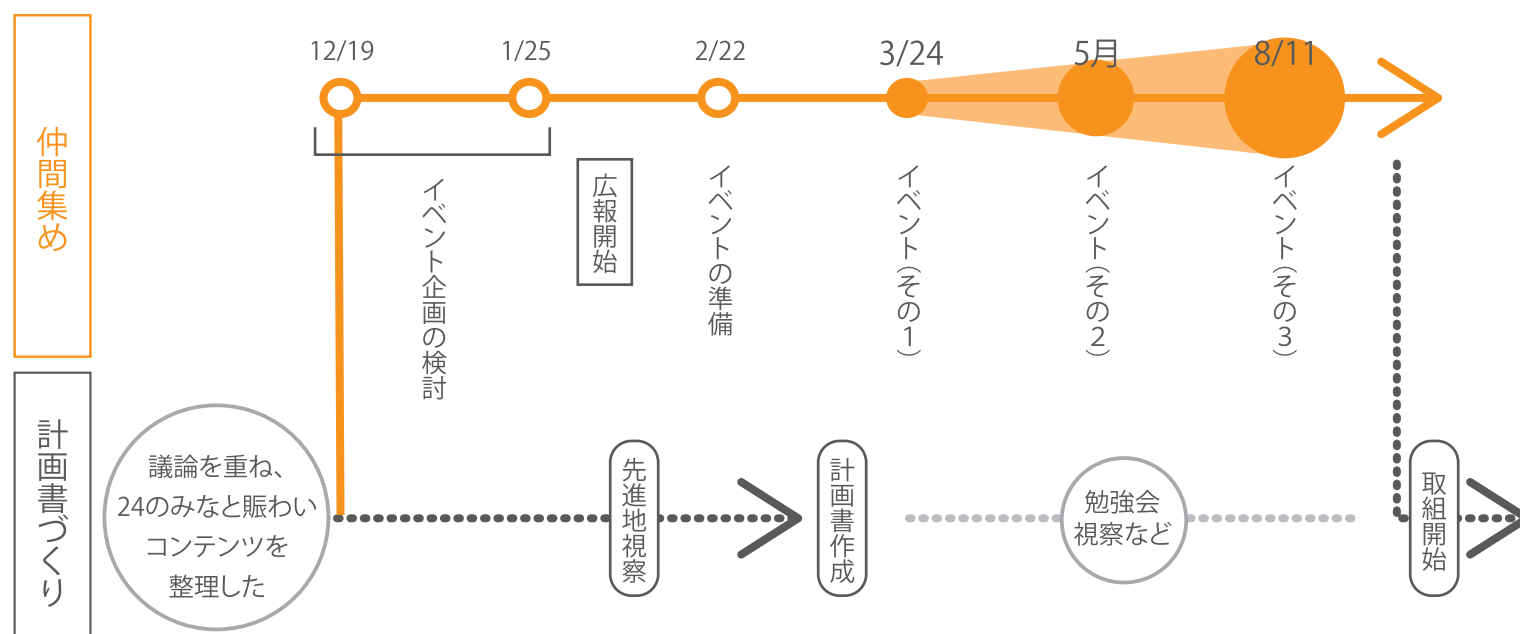 仲間集め
12/19
1/25
2/22
3/24
5月
8/11
イベント企画の検討
広報開始
イベントの準備
イベント(その1)
イベント(その2)
イベント(その3)
計画書づくり
議論を重ね、
24のみなと賑わい
コンテンツを
整理した
先進地視察
計画書作成
勉強会
視察など
取組開始